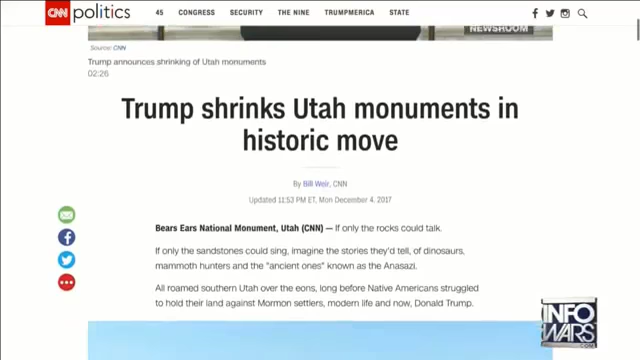 CNN politics 45 CONGRESS SECURITY THE NINE TRUMPMERICA STATE
NEWSROOM
Source: CNN
Trump announces shrinking of Utah monuments
02:26
Trump shrinks Utah monuments in
historic move
By Bill Weir, CNN
Updated 11:53 PM ET, Mon December 4, 2017
Bears Ears National Monument, Utah (CNN) — If only the rocks could talk.
If only the sandstones could sing, imagine the stories they'd tell, of dinosaurs,
mammoth hunters and the "ancient ones" known as the Anasazi.
All roamed southern Utah over the eons, long before Native Americans struggled
to hold their land against Mormon settlers, modern life and now, Donald Trump.
INFO
WARS
.COM